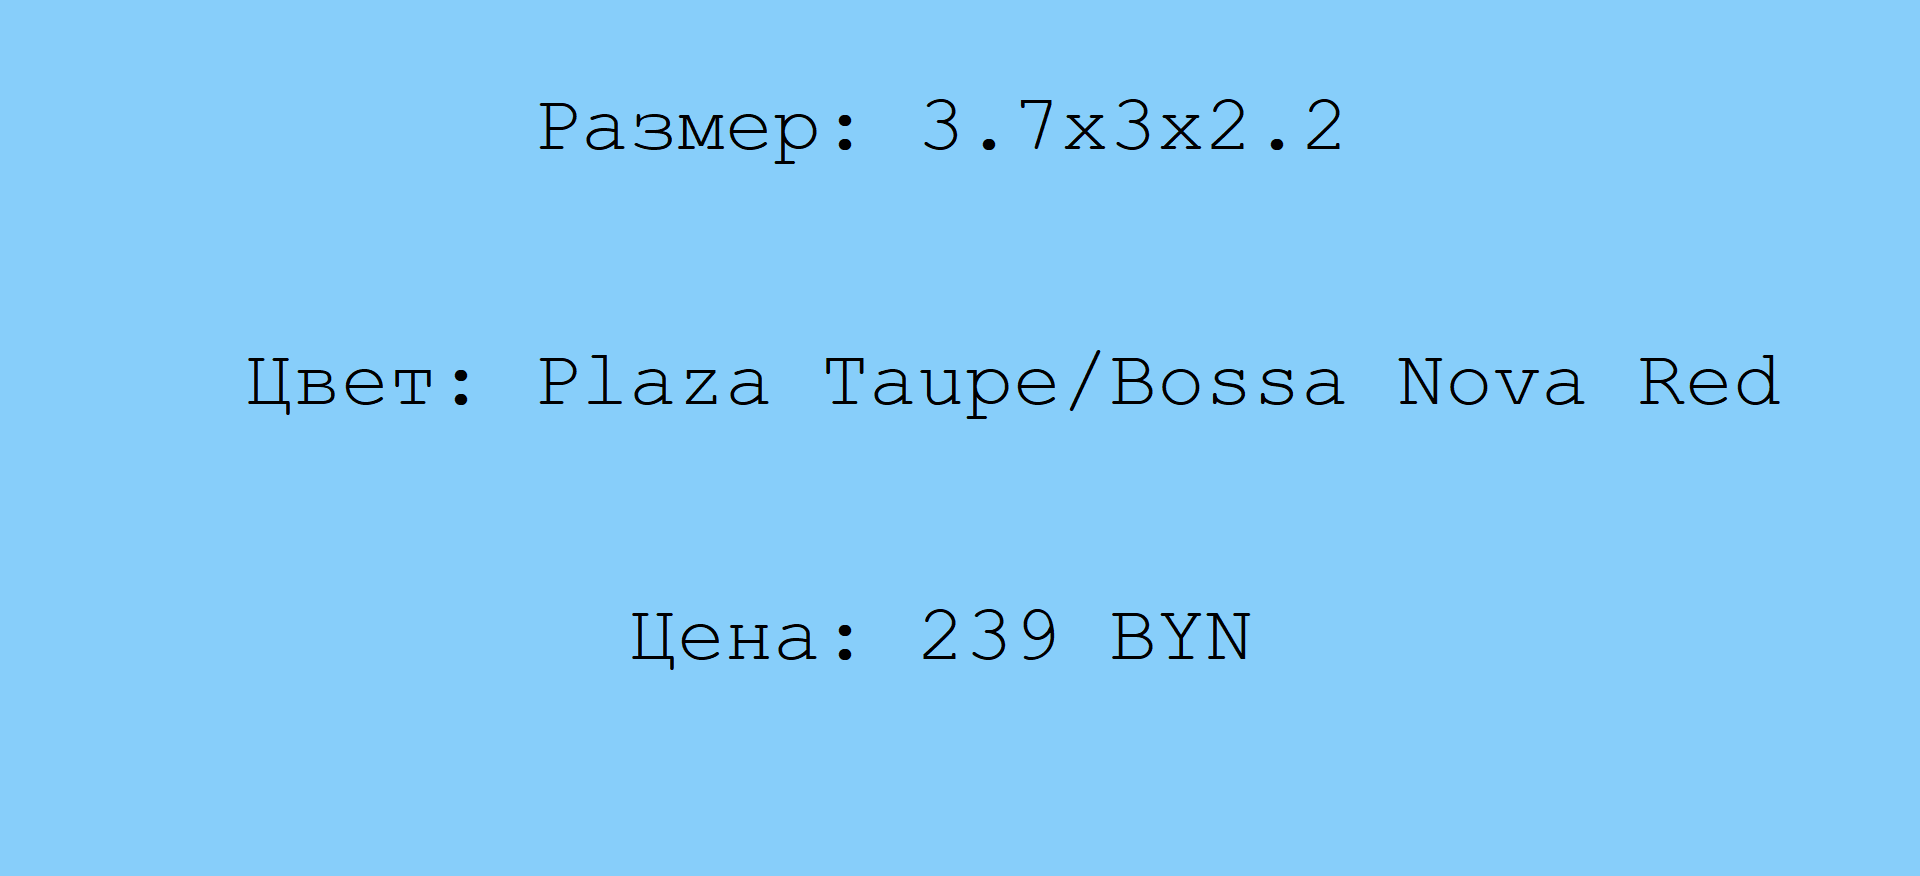 Размер: 3.7x3x2.2
Цвет: Plaza Taupe/Bossa Nova Red
Цена: 239 BYN